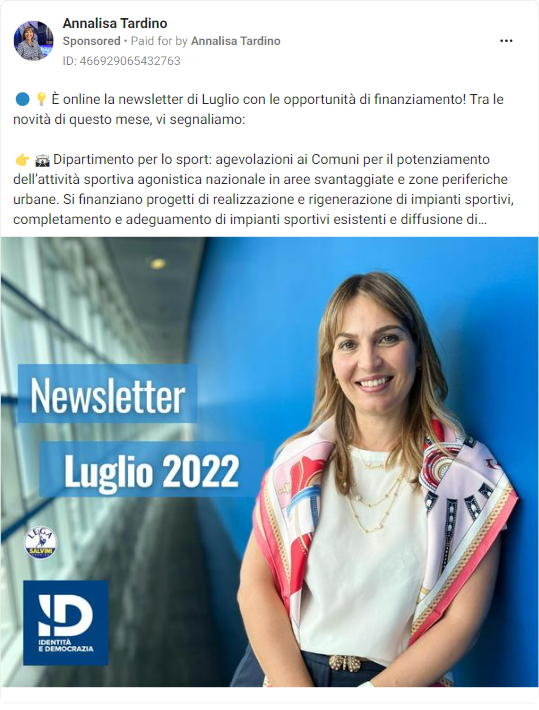 Annalisa Tardino
Sponsored • Paid for by Annalisa Tardino
ID: 466929065432763
🔵💡È online la newsletter di Luglio con le opportunità di finanziamento! Tra le
novità di questo mese, vi segnaliamo:
👉🏟Dipartimento per lo sport: agevolazioni ai Comuni per il potenziamento
dell’attività sportiva agonistica nazionale in aree svantaggiate e zone periferiche
urbane. Si finanziano progetti di realizzazione e rigenerazione di impianti sportivi,
completamento e adeguamento di impianti sportivi esistenti e diffusione di...
Newsletter
Luglio 2022
LEGA
SALVINI
ID
IDENTITÀ
E DEMOCRAZIA